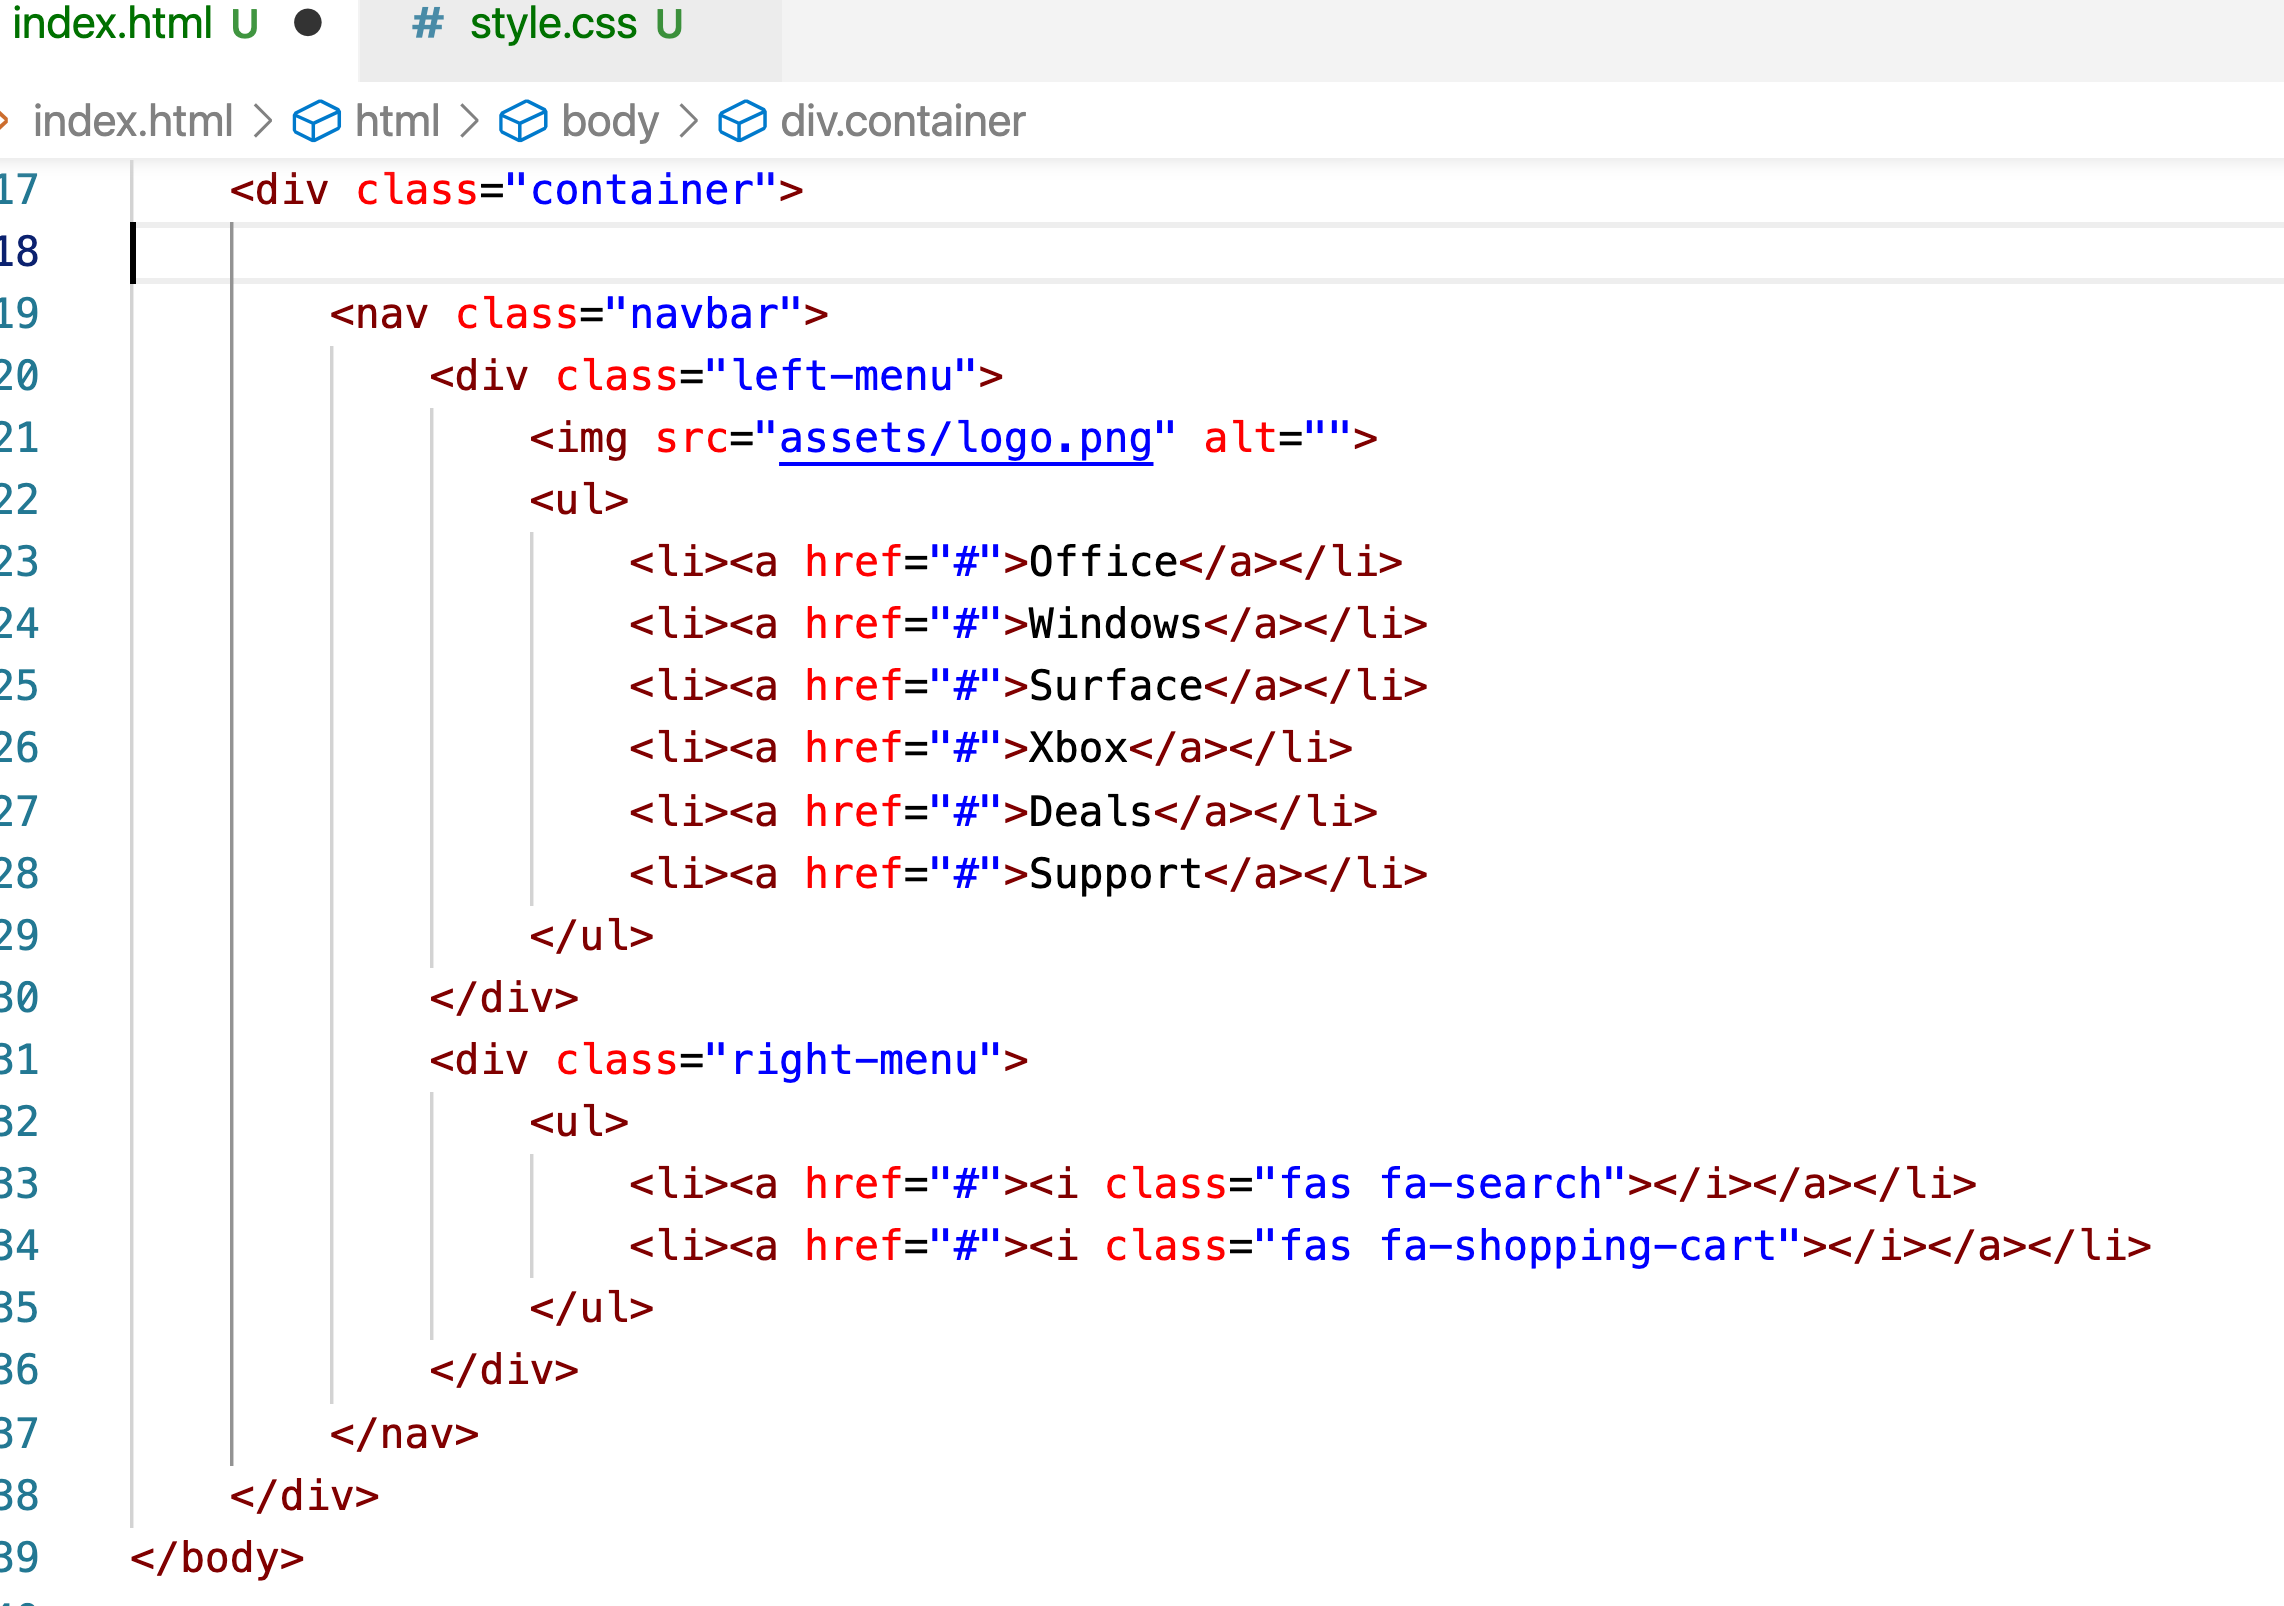 index.html U ● # style.css U
index.html > html > body > div.container
17 <div class="container">
18
19 <nav class="navbar">
20 <div class="left-menu">
21 <img src="assets/logo.png" alt="">
22 <ul>
23 <li><a href="#">Office</a></li>
24 <li><a href="#">Windows</a></li>
25 <li><a href="#">Surface</a></li>
26 <li><a href="#">Xbox</a></li>
27 <li><a href="#">Deals</a></li>
28 <li><a href="#">Support</a></li>
29 </ul>
30 </div>
31 <div class="right-menu">
32 <ul>
33 <li><a href="#"><i class="fas fa-search"></i></a></li>
34 <li><a href="#"><i class="fas fa-shopping-cart"></i></a></li>
35 </ul>
36 </div>
37 </nav>
38 </div>
39 </body>